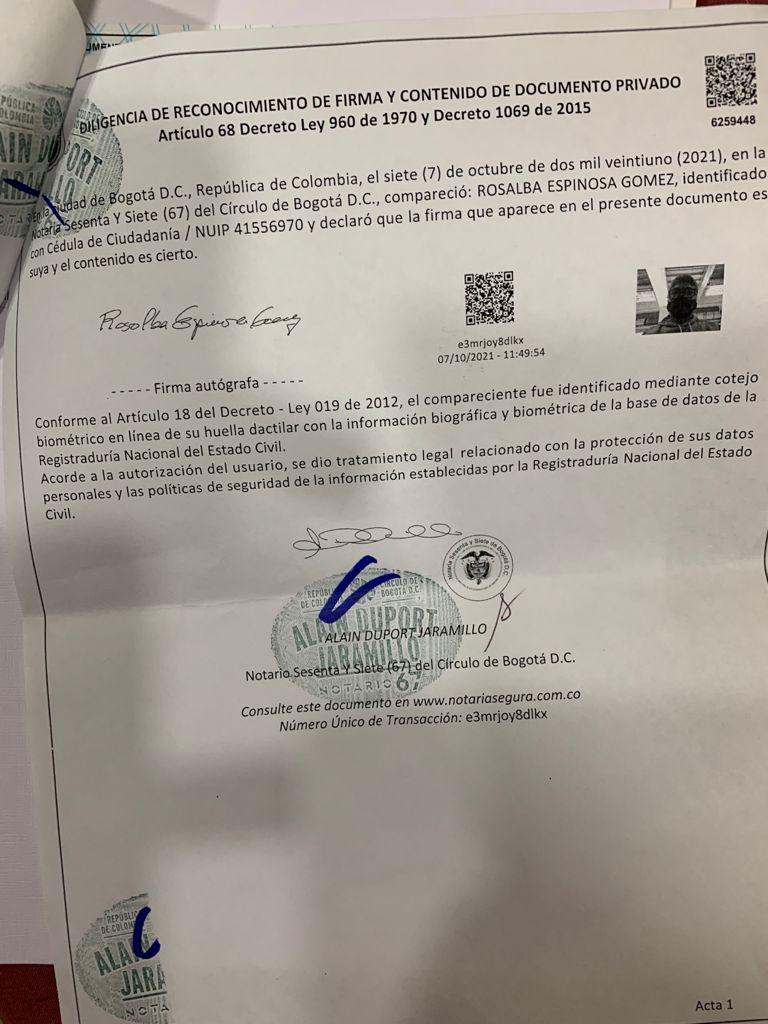 UMEN
DILIGENCIA DE RECONOCIMIENTO DE FIRMA Y CONTENIDO DE DOCUMENTO PRIVADO
Artículo 68 Decreto Ley 960 de 1970 y Decreto 1069 de 2015
6259448
En la ciudad de Bogotá D.C., República de Colombia, el siete (7) de octubre de dos mil veintiuno (2021), en la
Notaría Sesenta Y Siete (67) del Círculo de Bogotá D.C., compareció: ROSALBA ESPINOSA GOMEZ, identificado
con Cédula de Ciudadanía / NUIP 41556970 y declaró que la firma que aparece en el presente documento es
suya y el contenido es cierto.
Rosalba Espinosa Gomez
e3mrjoy8dlkx
07/10/2021 - 11:49:54
----- Firma autógrafa -----
Conforme al Artículo 18 del Decreto - Ley 019 de 2012, el compareciente fue identificado mediante cotejo
biométrico en línea de su huella dactilar con la información biográfica y biométrica de la base de datos de la
Registraduría Nacional del Estado Civil.
Acorde a la autorización del usuario, se dio tratamiento legal relacionado con la protección de sus datos
personales y las políticas de seguridad de la información establecidas por la Registraduría Nacional del Estado
Civil.
Notaría Sesenta y Siete de Bogotá D.C.
REPÚBLICA DE COLOMBIA
CÍRCULO DE BOGOTÁ D.C.
ALAIN DUPORT
JARAMILLO
NOTARIO 67
ALAIN DUPORT JARAMILLO
Notario Sesenta Y Siete (67) del Círculo de Bogotá D.C.
Consulte este documento en www.notariasegura.com.co
Número Único de Transacción: e3mrjoy8dlkx
REPÚBLIC
DE COLOM
ALAI
JARA
NOTA
Acta 1